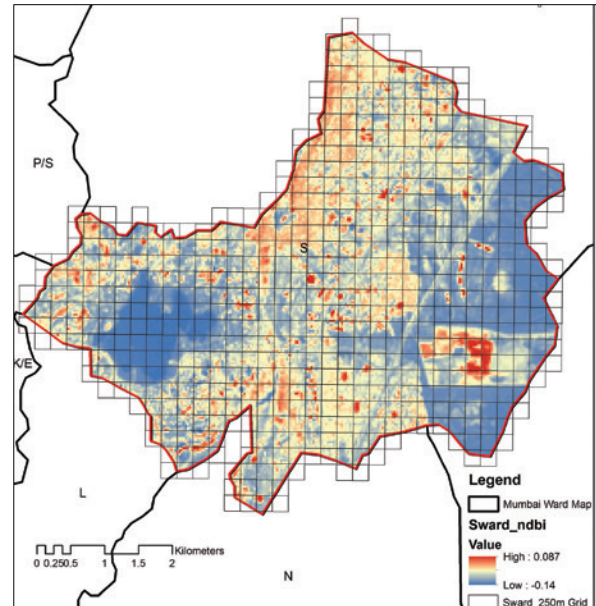 P/S
S
K/E
L
N
Legend
Mumbai Ward Map
Sward_ndbi
Value
High : 0.087
Low : -0.14
Sward_250m Grid
Kilometers
0 0.250.5 1 1.5 2